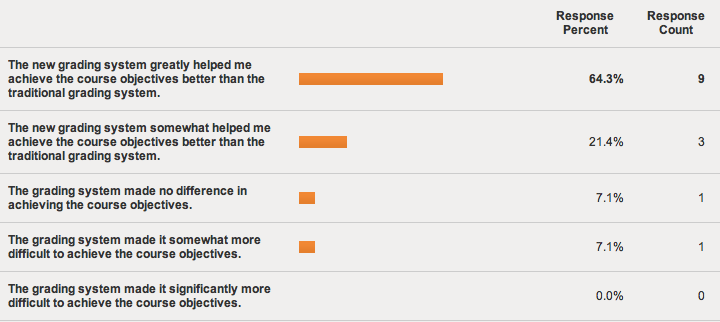 Response Percent
Response Count
The new grading system greatly helped me
achieve the course objectives better than the
traditional grading system.
64.3%
9
The new grading system somewhat helped me
achieve the course objectives better than the
traditional grading system.
21.4%
3
The grading system made no difference in
achieving the course objectives.
7.1%
1
The grading system made it somewhat more
difficult to achieve the course objectives.
7.1%
1
The grading system made it significantly more
difficult to achieve the course objectives.
0.0%
0